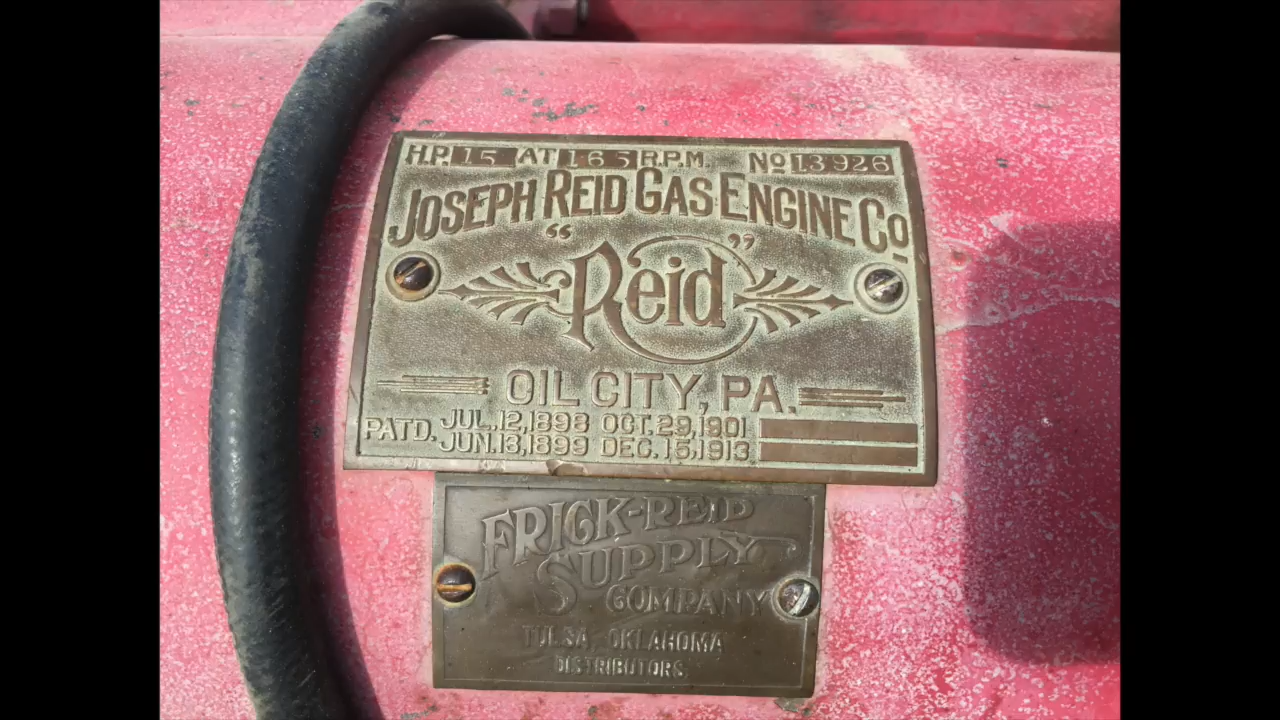 H.P. 15 AT 165 R.P.M. No 13926
JOSEPH REID GAS ENGINE Co.
"Reid"
OIL CITY, PA.
PATD. JUL. 12, 1898 OCT. 29, 1901
JUN. 13, 1899 DEC. 15, 1913
FRICK-REID
SUPPLY
COMPANY
TULSA, OKLAHOMA
DISTRIBUTORS